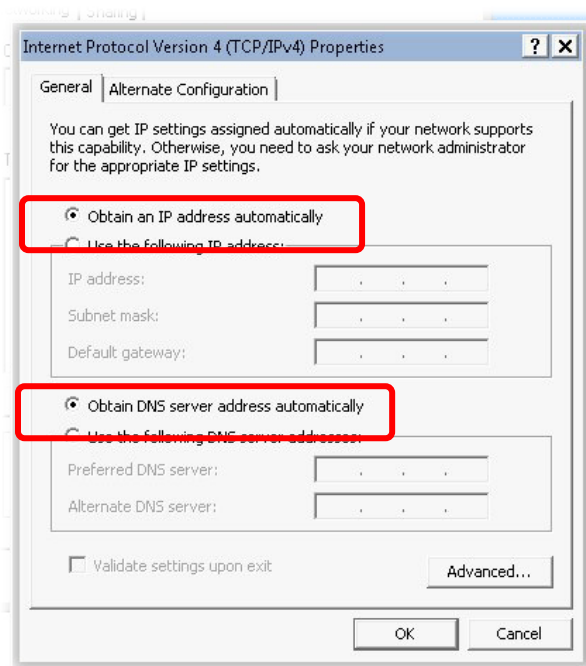 Networking | Sharing |
Internet Protocol Version 4 (TCP/IPv4) Properties
? X
General Alternate Configuration
You can get IP settings assigned automatically if your network supports
this capability. Otherwise, you need to ask your network administrator
for the appropriate IP settings.
Obtain an IP address automatically
Use the following IP address:
IP address:
Subnet mask:
Default gateway:
Obtain DNS server address automatically
Use the following DNS server addresses:
Preferred DNS server:
Alternate DNS server:
Validate settings upon exit
Advanced...
OK Cancel